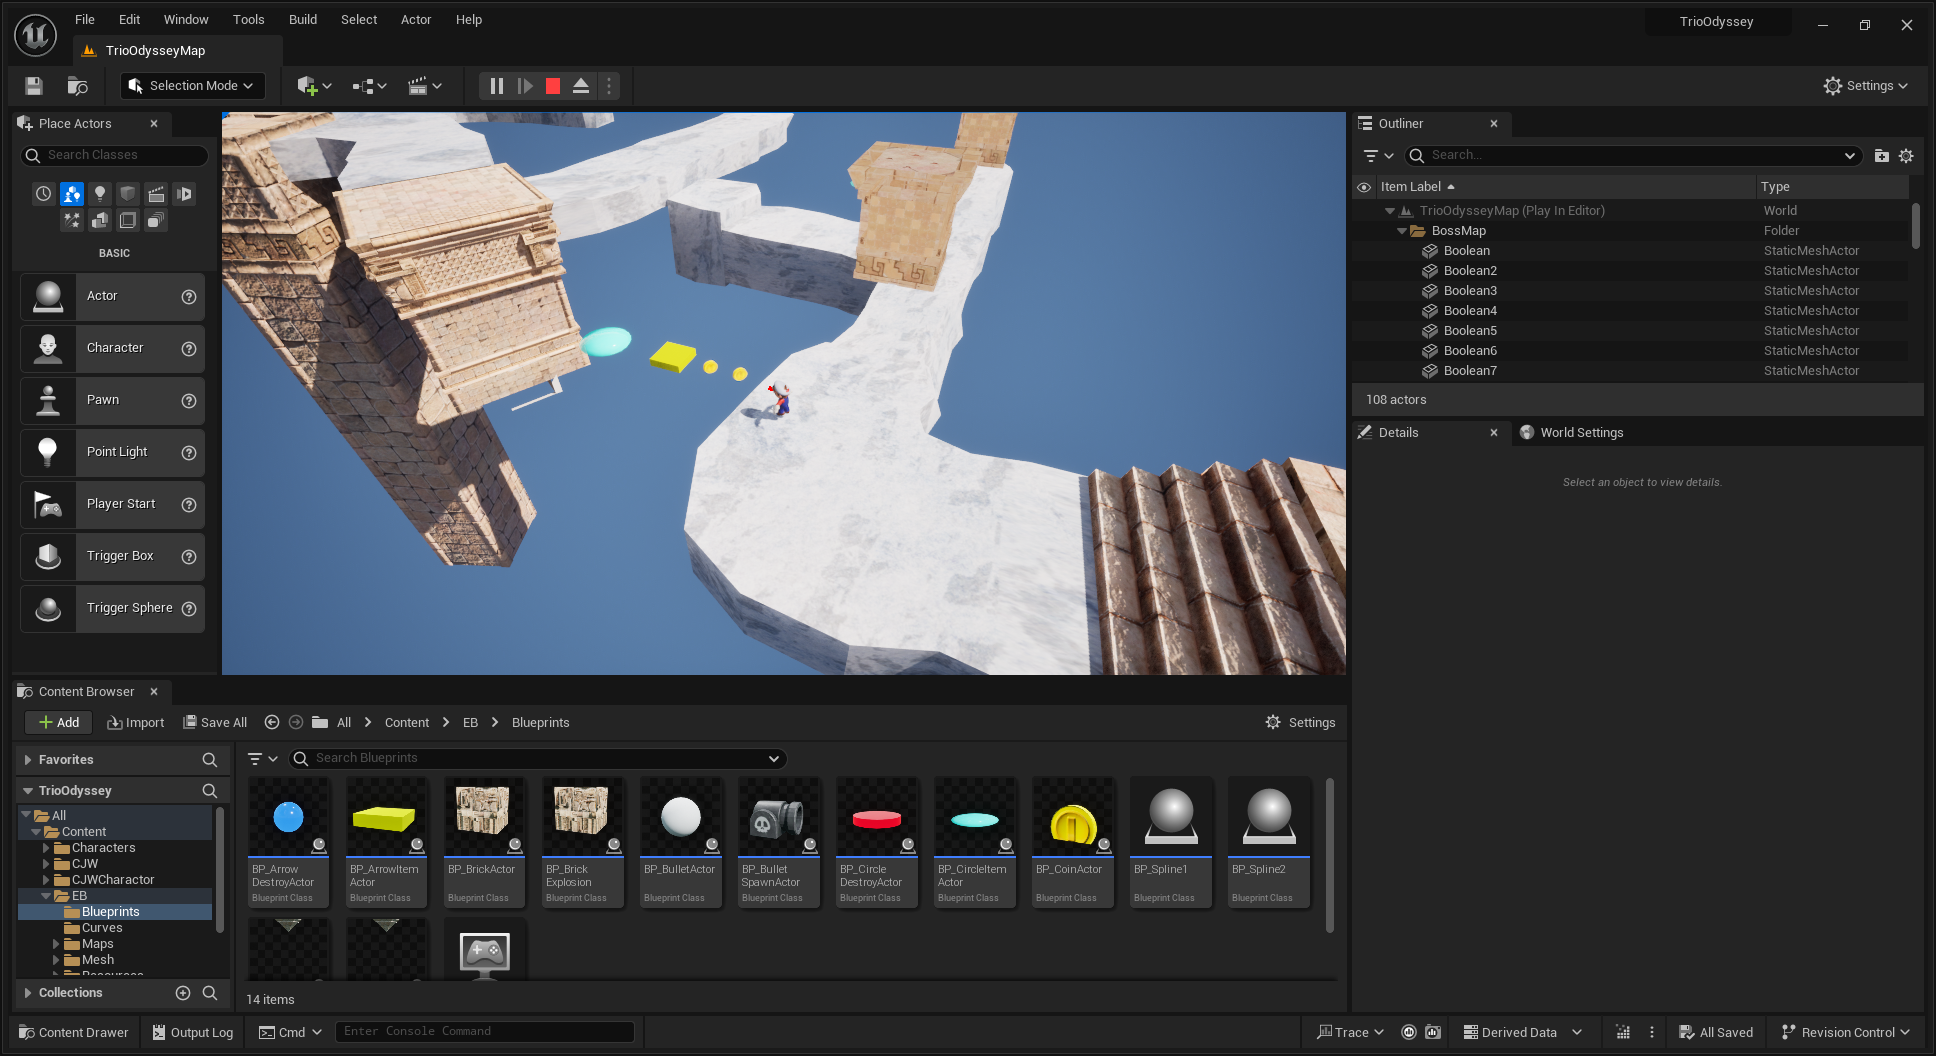 File Edit Window Tools Build Select Actor Help
TrioOdyssey
TrioOdysseyMap
Selection Mode
Settings
Place Actors
Search Classes
BASIC
Actor
Character
Pawn
Point Light
Player Start
Trigger Box
Trigger Sphere
Outliner
Search...
Item Label Type
TrioOdysseyMap (Play In Editor) World
BossMap Folder
Boolean StaticMeshActor
Boolean2 StaticMeshActor
Boolean3 StaticMeshActor
Boolean4 StaticMeshActor
Boolean5 StaticMeshActor
Boolean6 StaticMeshActor
Boolean7 StaticMeshActor
108 actors
Details World Settings
Select an object to view details.
Content Browser
Add Import Save All All Content EB Blueprints Settings
Favorites
Search Blueprints
TrioOdyssey
All
Content
Characters
CJW
CJWCharactor
EB
Blueprints
Curves
Maps
Mesh
Resources
Collections
BP_Arrow
DestroyActor
Blueprint Class
BP_ArrowItem
Actor
Blueprint Class
BP_BrickActor
Blueprint Class
BP_Brick
Explosion
Blueprint Class
BP_BulletActor
Blueprint Class
BP_Bullet
SpawnActor
Blueprint Class
BP_Circle
DestroyActor
Blueprint Class
BP_CircleItem
Actor
Blueprint Class
BP_CoinActor
Blueprint Class
BP_Spline1
Blueprint Class
BP_Spline2
Blueprint Class
14 items
Content Drawer Output Log Cmd Enter Console Command
Trace Derived Data All Saved Revision Control